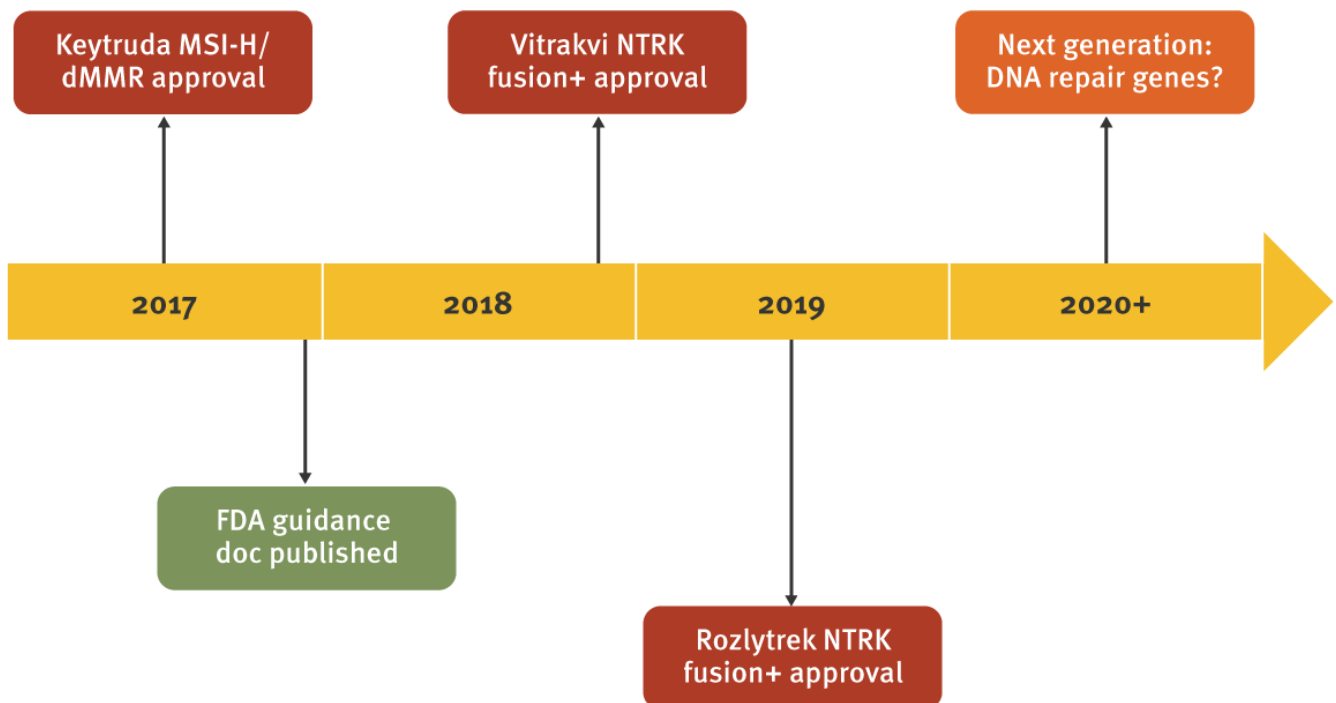 Keytruda MSI-H/
dMMR approval
Vitrakvi NTRK
fusion+ approval
Next generation:
DNA repair genes?
2017
2018
2019
2020+
FDA guidance
doc published
Rozlytrek NTRK
fusion+ approval